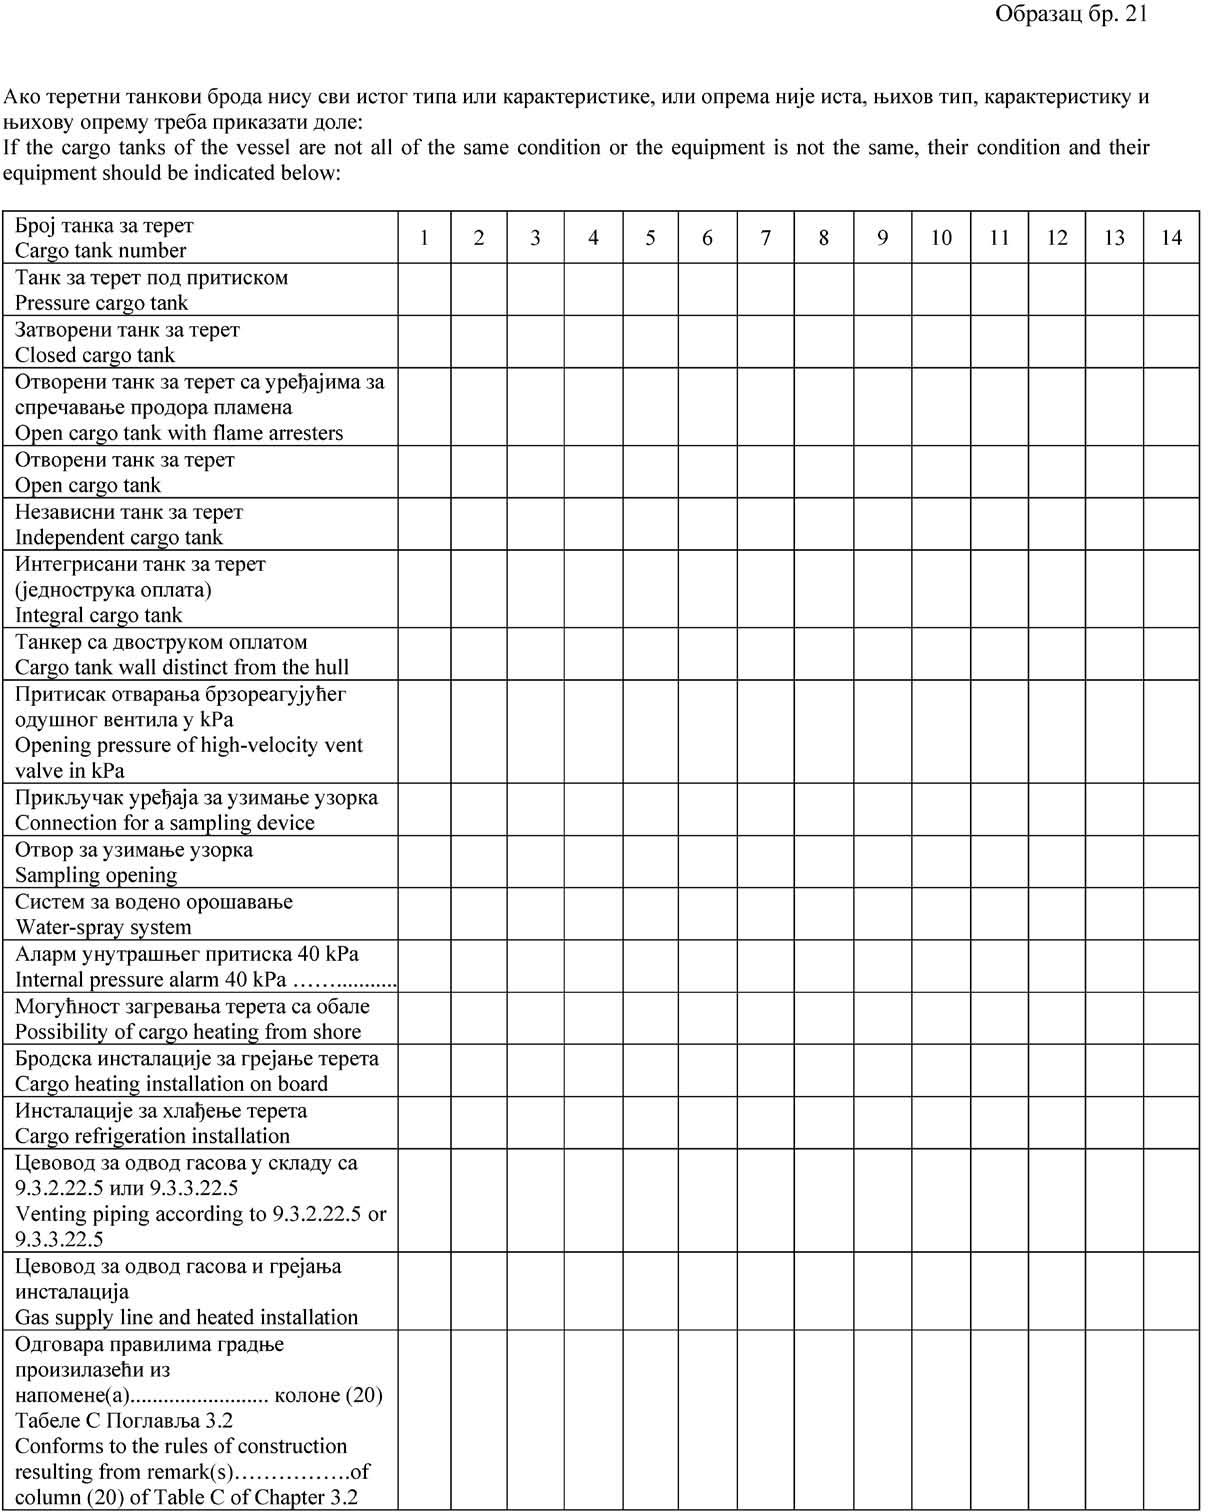 Образац бр. 21
Ако теретни танкови брода нису сви истог типа или карактеристике, или опрема није иста, њихов тип, карактеристику и
њихову опрему треба приказати доле:
If the cargo tanks of the vessel are not all of the same condition or the equipment is not the same, their condition and their
equipment should be indicated below:
Број танка за терет
Cargo tank number
1 2 3 4 5 6 7 8 9 10 11 12 13 14
Танк за терет под притиском
Pressure cargo tank
Затворени танк за терет
Closed cargo tank
Отворени танк за терет са уређајима за
спречавање продора пламена
Open cargo tank with flame arresters
Отворени танк за терет
Open cargo tank
Независни танк за терет
Independent cargo tank
Интегрисани танк за терет
(једнострука оплата)
Integral cargo tank
Танкер са двоструком оплатом
Cargo tank wall distinct from the hull
Притисак отварања брзореагујућег
одушног вентила у kPa
Opening pressure of high-velocity vent
valve in kPa
Прикључак уређаја за узимање узорка
Connection for a sampling device
Отвор за узимање узорка
Sampling opening
Систем за водено орошавање
Water-spray system
Аларм унутрашњег притиска 40 kPa
Internal pressure alarm 40 kPa ……...........
Могућност загревања терета са обале
Possibility of cargo heating from shore
Бродска инсталације за грејање терета
Cargo heating installation on board
Инсталације за хлађење терета
Cargo refrigeration installation
Цевовод за одвод гасова у складу са
9.3.2.22.5 или 9.3.3.22.5
Venting piping according to 9.3.2.22.5 or
9.3.3.22.5
Цевовод за одвод гасова и грејања
инсталација
Gas supply line and heated installation
Одговара правилима градње
произилазећи из
напомене(а)......................... колоне (20)
Табеле С Поглавља 3.2
Conforms to the rules of construction
resulting from remark(s)…………….of
column (20) of Table C of Chapter 3.2